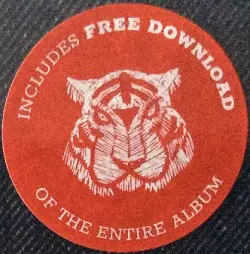 INCLUDES FREE DOWNLOAD
OF THE ENTIRE ALBUM